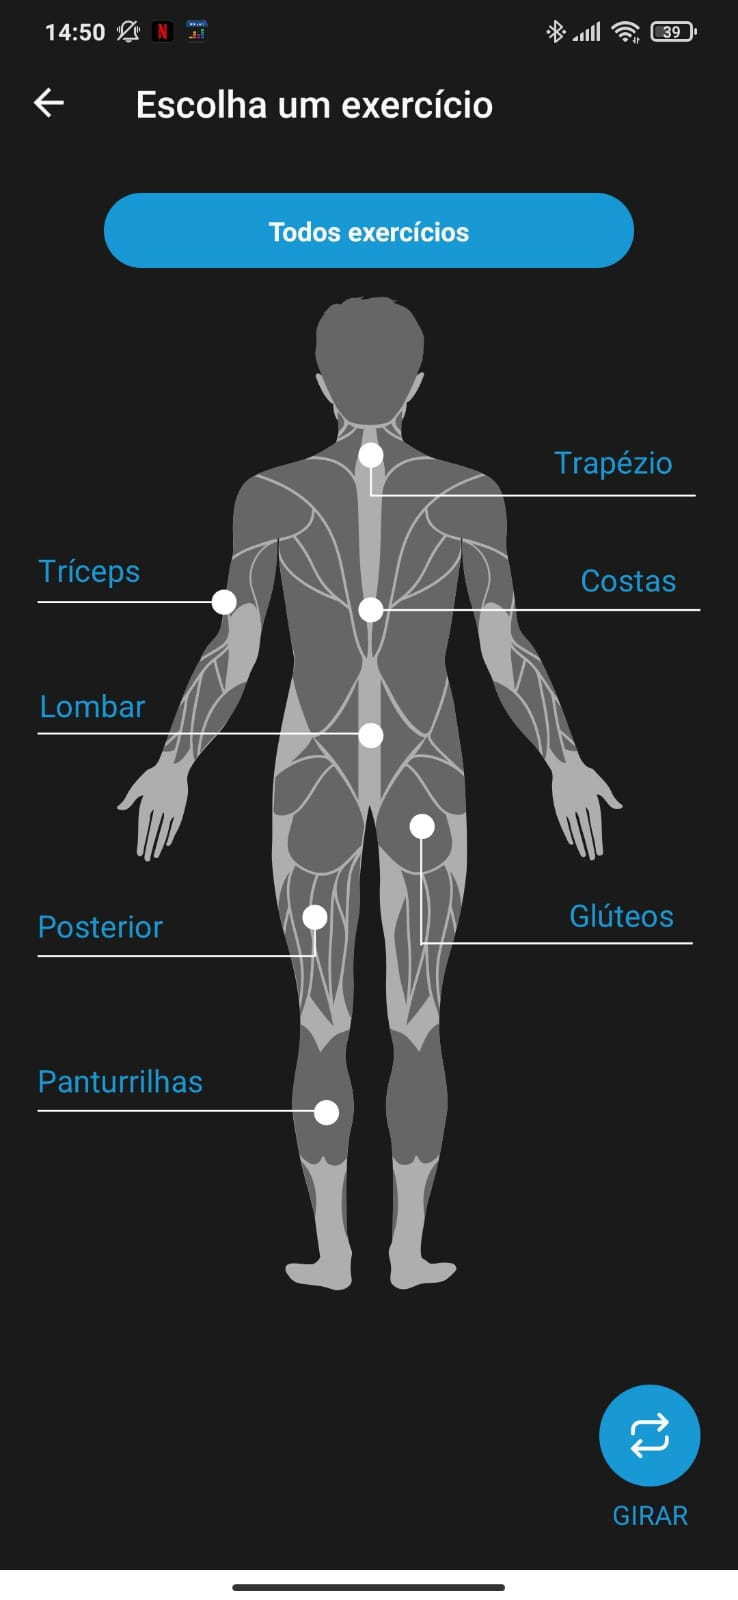 14:50
N
39
Escolha um exercício
Todos exercícios
Trapézio
Tríceps
Costas
Lombar
Glúteos
Posterior
Panturrilhas
GIRAR